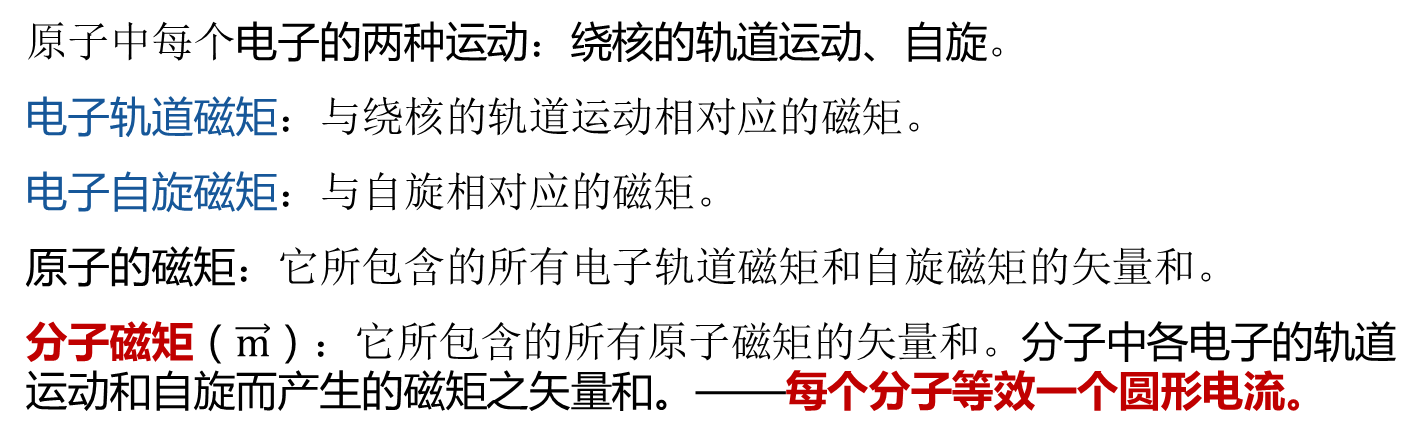 原子中每个电子的两种运动：绕核的轨道运动、自旋。
电子轨道磁矩：与绕核的轨道运动相对应的磁矩。
电子自旋磁矩：与自旋相对应的磁矩。
原子的磁矩：它所包含的所有电子轨道磁矩和自旋磁矩的矢量和。
分子磁矩（m⃗）：它所包含的所有原子磁矩的矢量和。分子中各电子的轨道
运动和自旋而产生的磁矩之矢量和。——每个分子等效一个圆形电流。